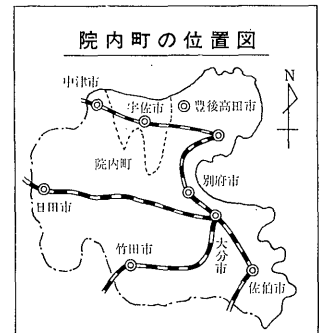 院内町の位置図
中津市
宇佐市
豊後高田市
N
院内町
別府市
日田市
竹田市
大分市
佐伯市